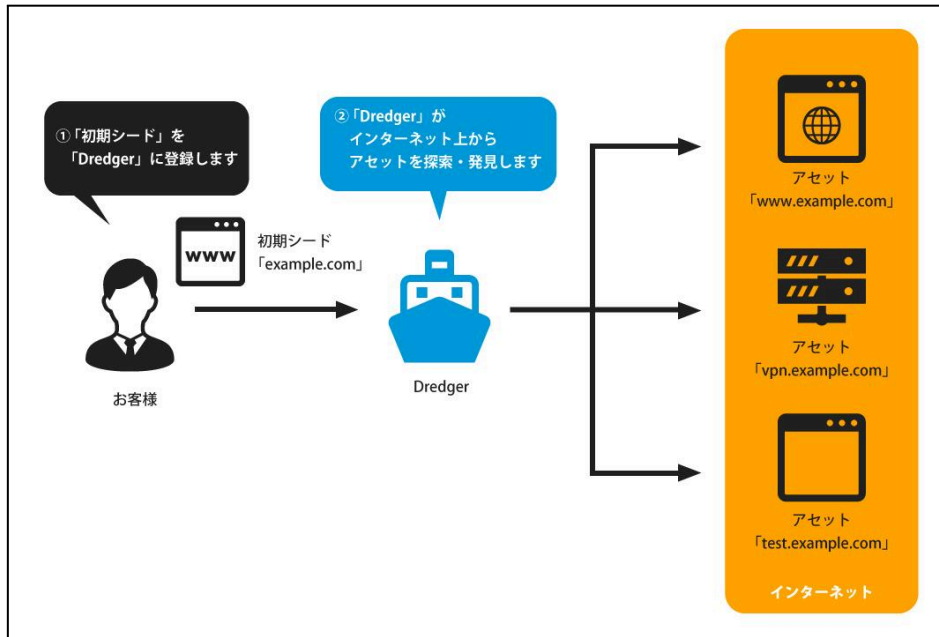 ①「初期シード」を
「Dredger」に登録します
②「Dredger」が
インターネット上から
アセットを探索・発見します
www
初期シード
「example.com」
お客様
Dredger
アセット
「www.example.com」
アセット
「vpn.example.com」
アセット
「test.example.com」
インターネット